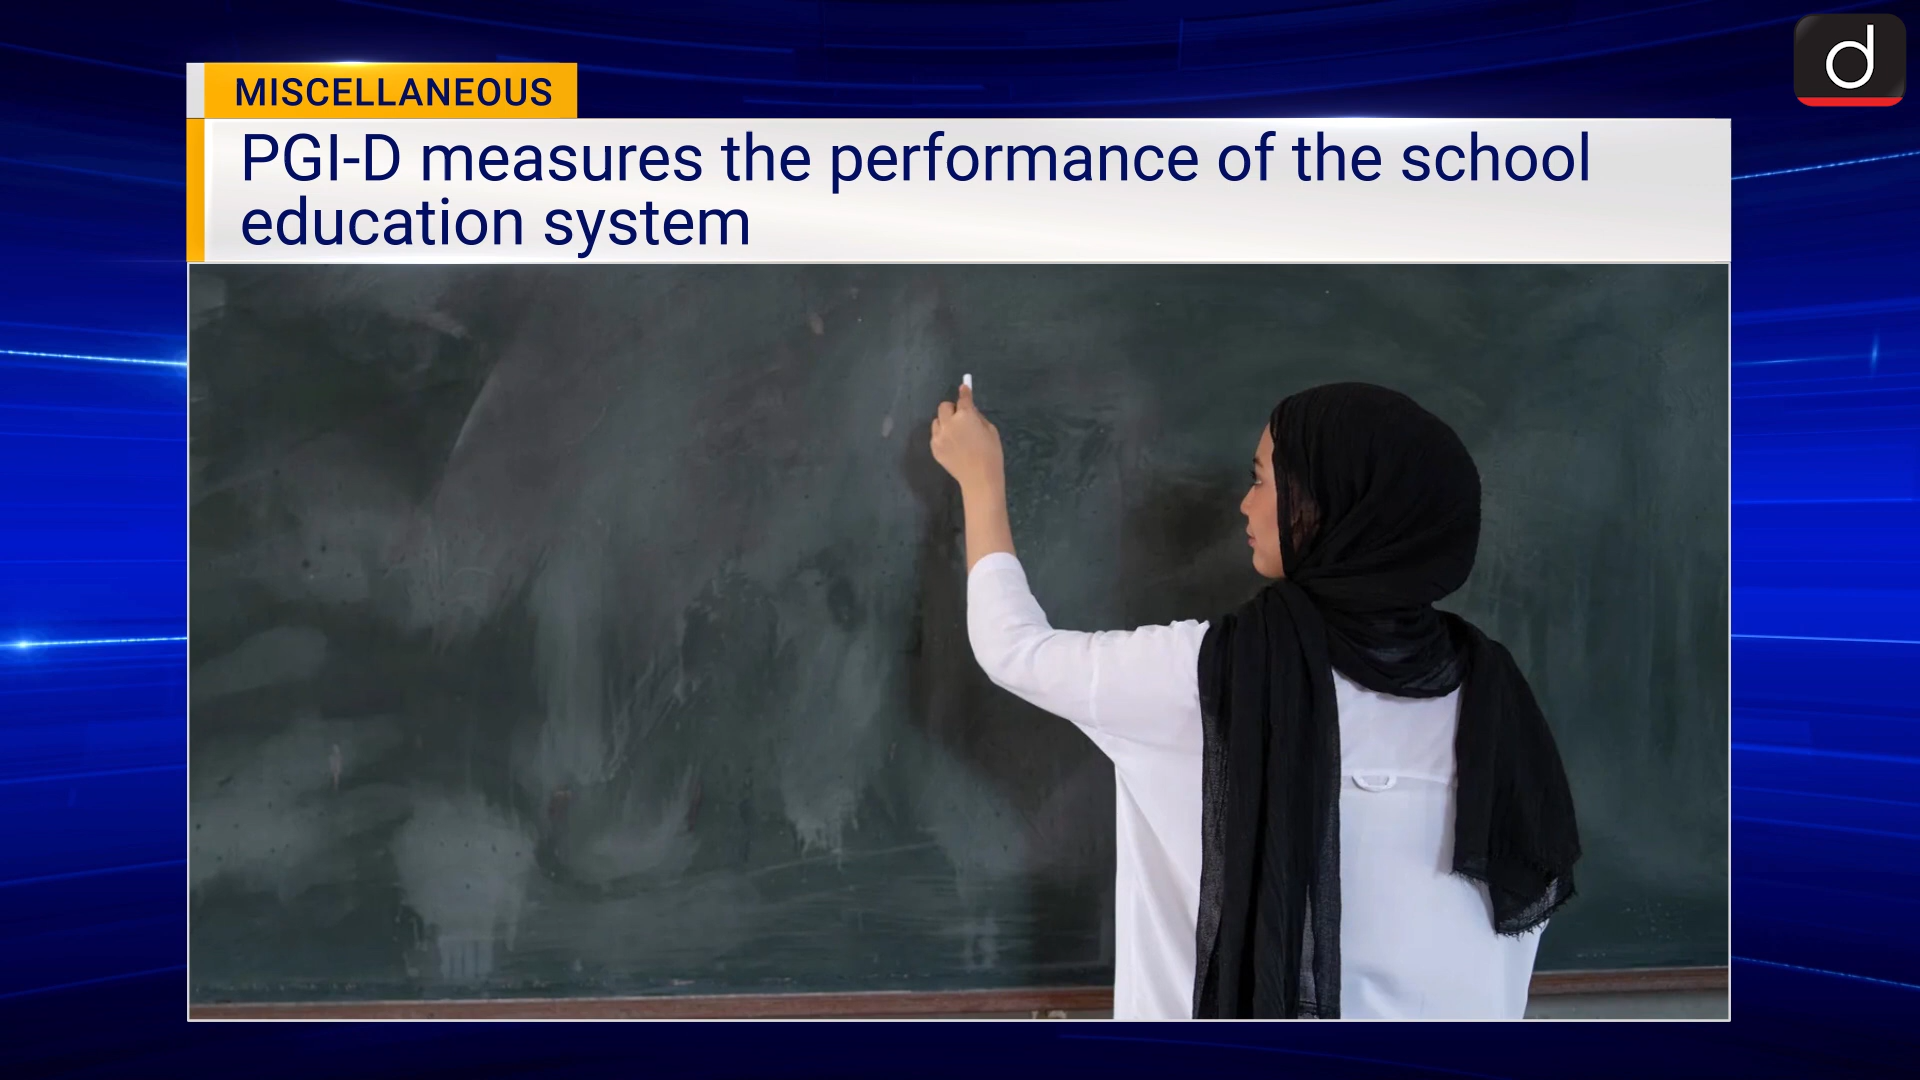 d
MISCELLANEOUS
PGI-D measures the performance of the school
education system